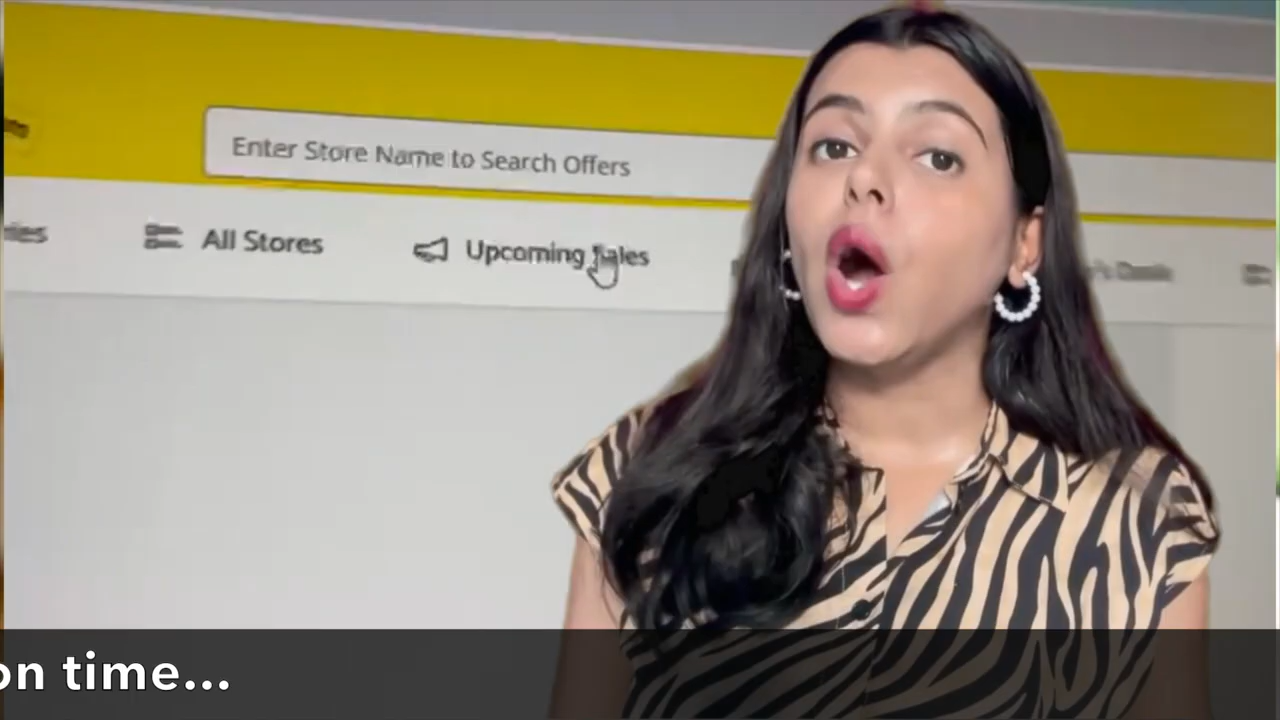 Enter Store Name to Search Offers
All Stores
Upcoming Sales
on time...